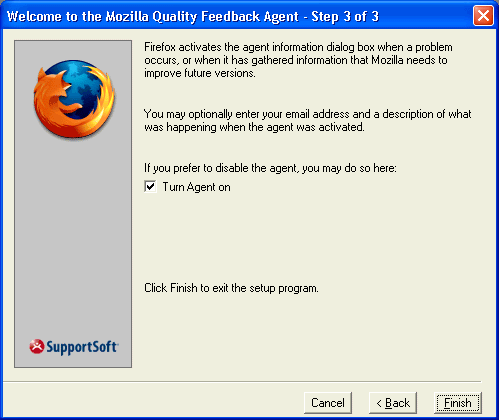 Welcome to the Mozilla Quality Feedback Agent - Step 3 of 3
Firefox activates the agent information dialog box when a problem
occurs, or when it has gathered information that Mozilla needs to
improve future versions.
You may optionally enter your email address and a description of what
was happening when the agent was activated.
If you prefer to disable the agent, you may do so here:
Turn Agent on
Click Finish to exit the setup program.
SupportSoft
Cancel
< Back
Finish